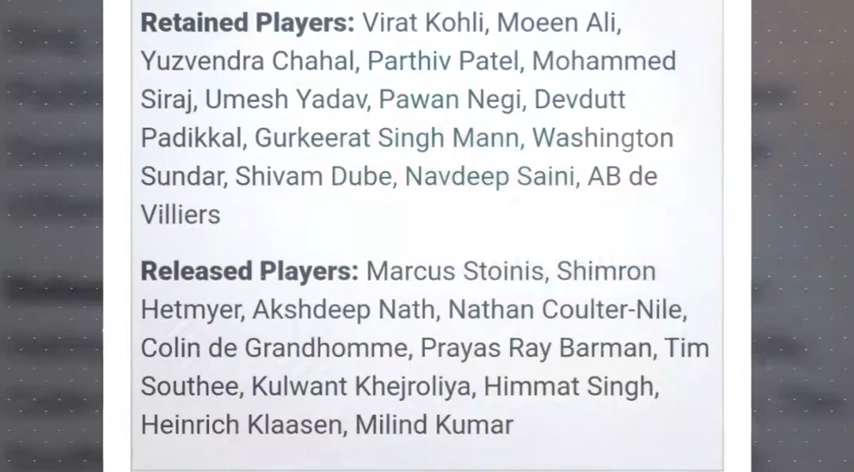 Retained Players: Virat Kohli, Moeen Ali,
Yuzvendra Chahal, Parthiv Patel, Mohammed
Siraj, Umesh Yadav, Pawan Negi, Devdutt
Padikkal, Gurkeerat Singh Mann, Washington
Sundar, Shivam Dube, Navdeep Saini, AB de
Villiers
Released Players: Marcus Stoinis, Shimron
Hetmyer, Akshdeep Nath, Nathan Coulter-Nile,
Colin de Grandhomme, Prayas Ray Barman, Tim
Southee, Kulwant Khejroliya, Himmat Singh,
Heinrich Klaasen, Milind Kumar